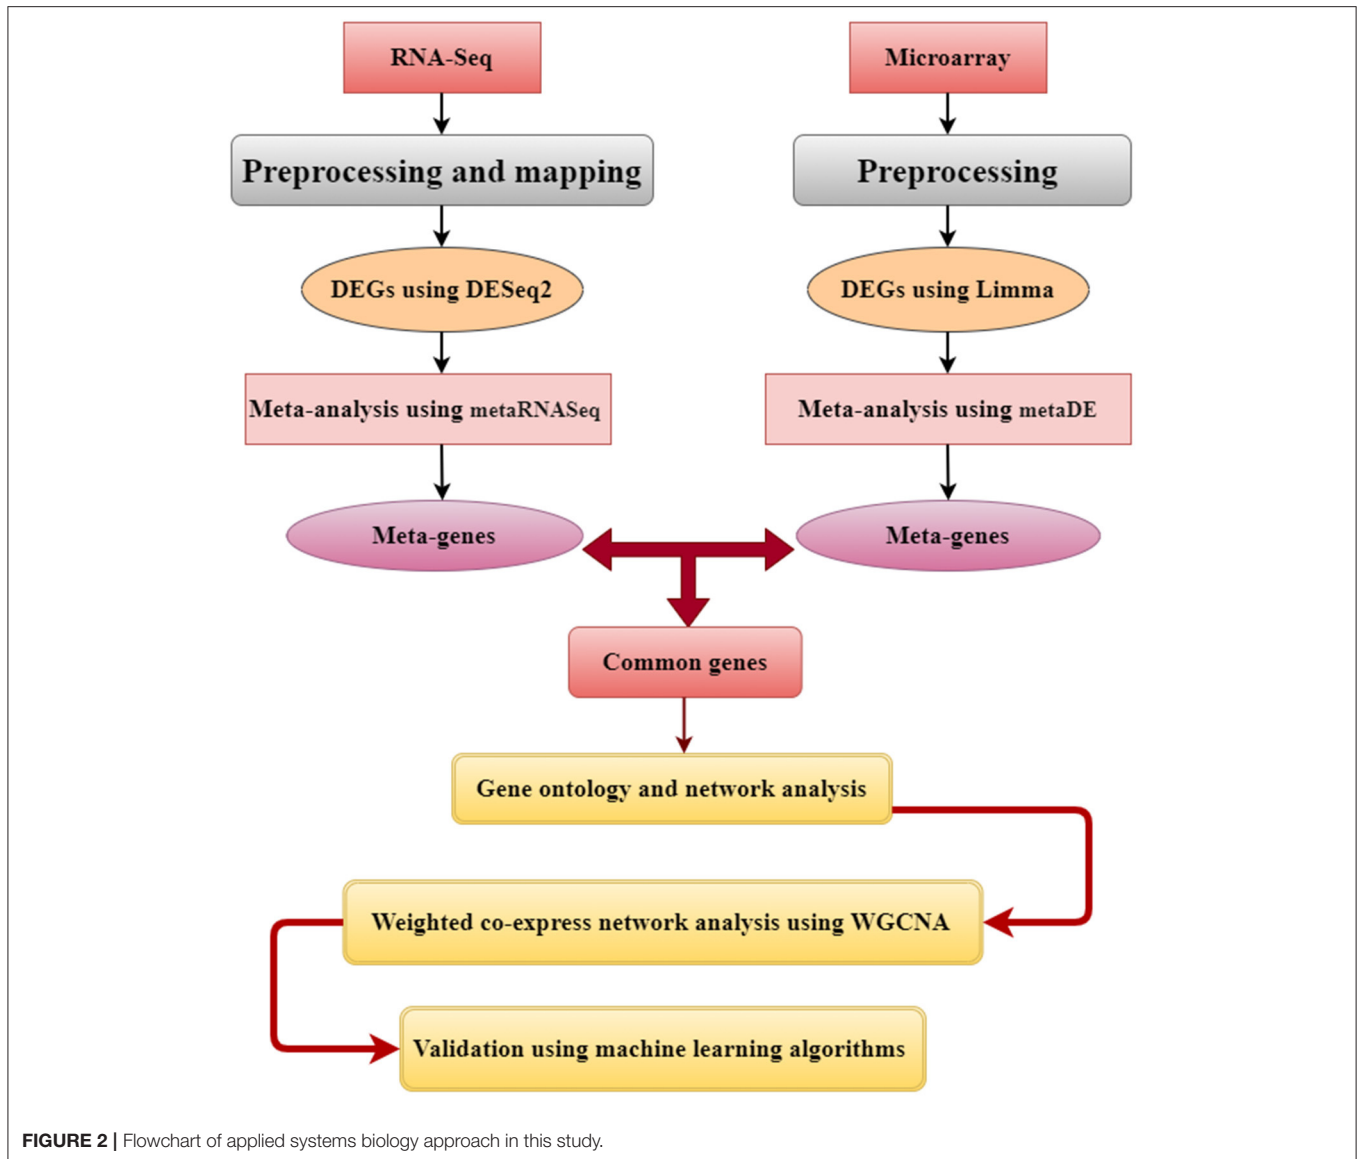 RNA-Seq
Microarray
Preprocessing and mapping
Preprocessing
DEGs using DESeq2
DEGs using Limma
Meta-analysis using metaRNASeq
Meta-analysis using metaDE
Meta-genes
Meta-genes
Common genes
Gene ontology and network analysis
Weighted co-express network analysis using WGCNA
Validation using machine learning algorithms
FIGURE 2 | Flowchart of applied systems biology approach in this study.